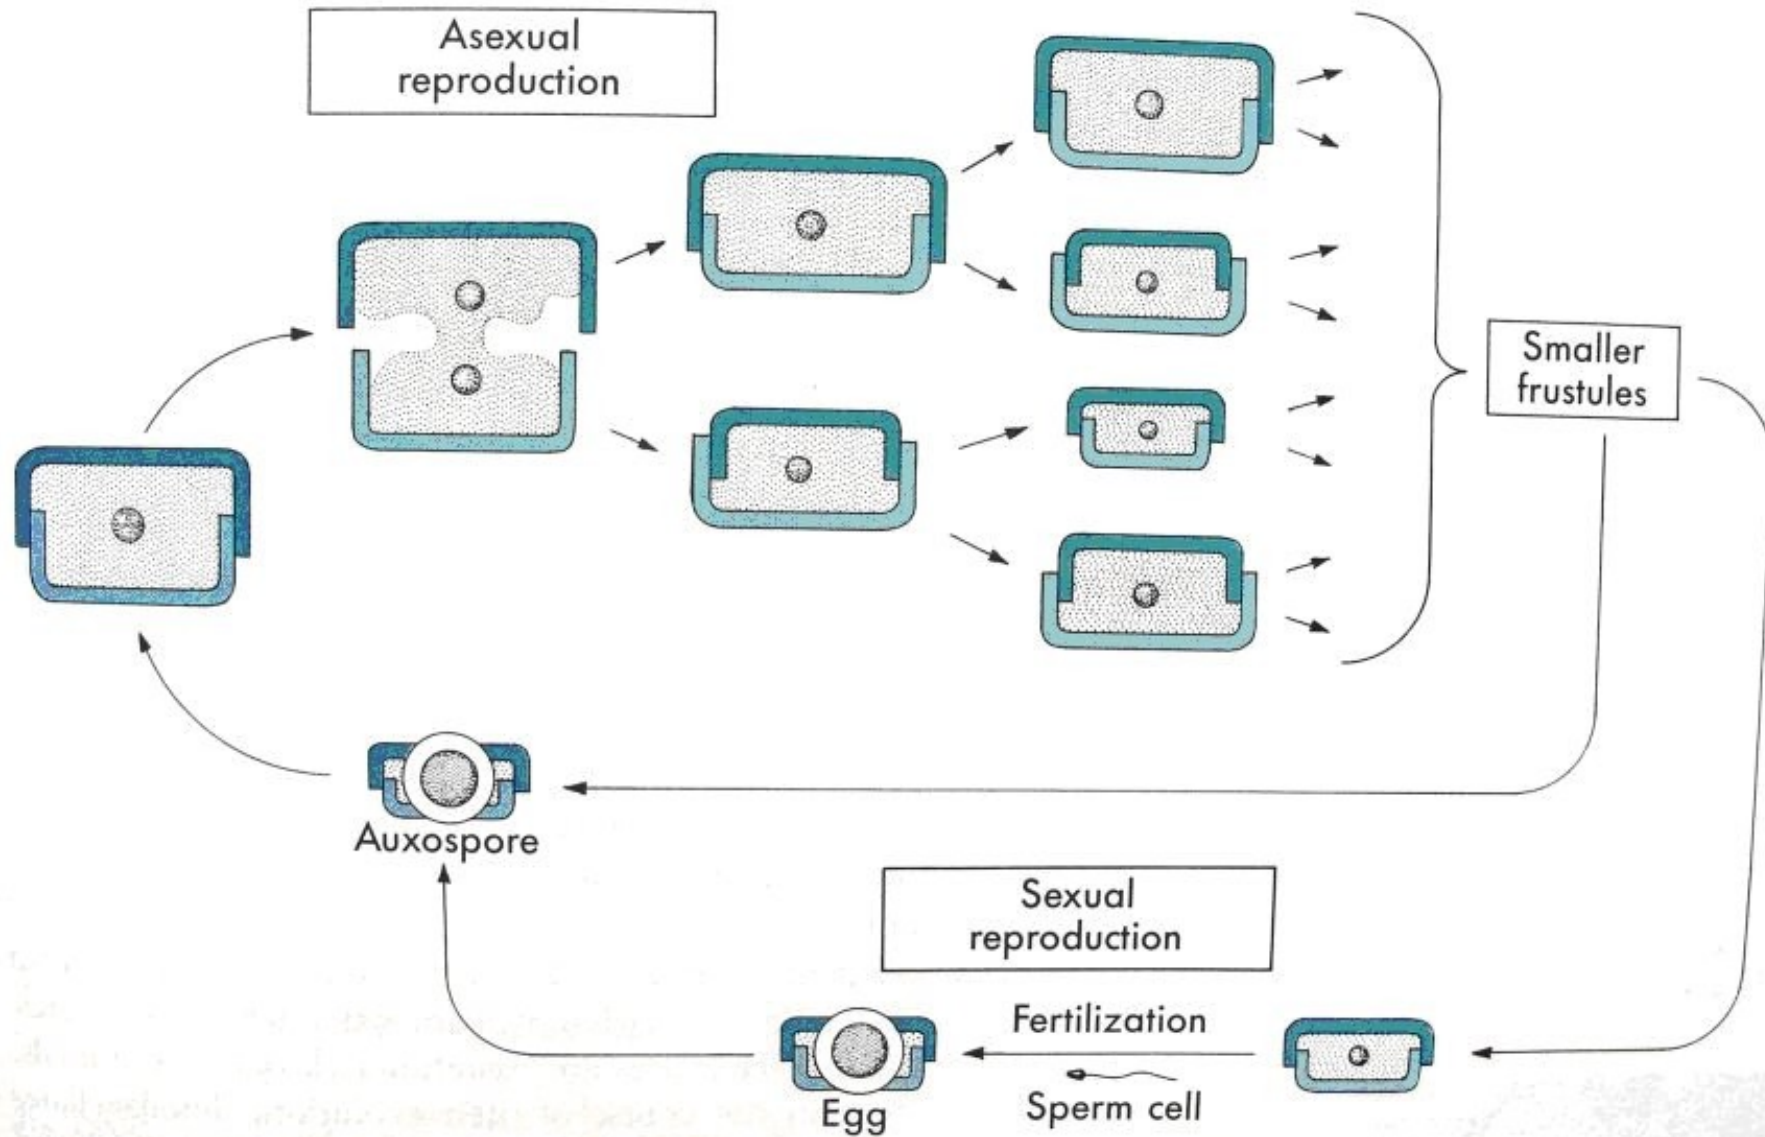 Asexual
reproduction
Smaller
frustules
Auxospore
Sexual
reproduction
Fertilization
Sperm cell
Egg